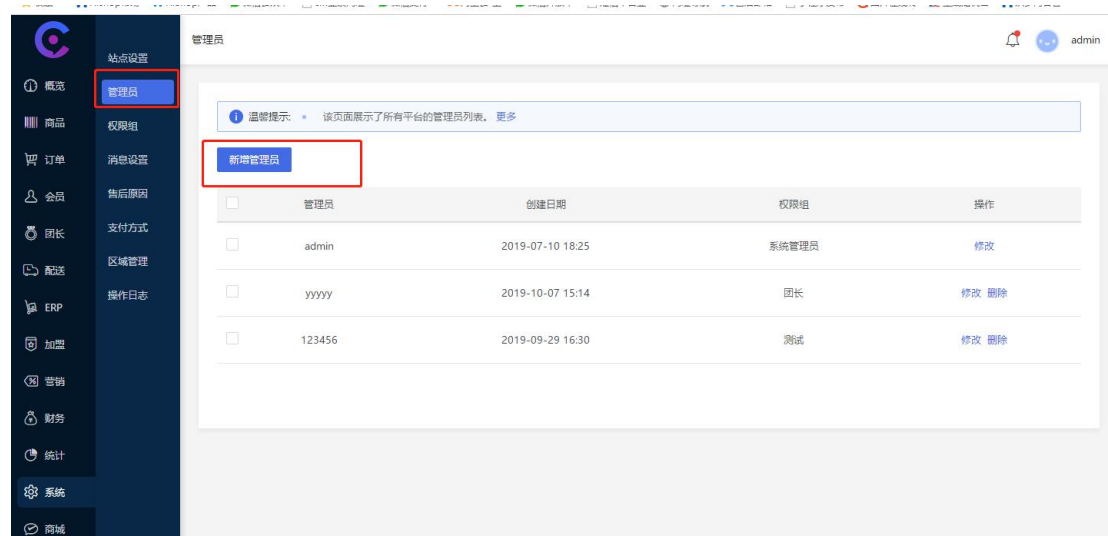 管理员
admin
站点设置
管理员
权限组
消息设置
售后原因
支付方式
区域管理
操作日志
概览
商品
订单
会员
团长
配送
ERP
加盟
营销
财务
统计
系统
商城
温馨提示: 该页面展示了所有平台的管理员列表。 更多
新增管理员
管理员 创建日期 权限组 操作
admin 2019-07-10 18:25 系统管理员 修改
yyyyy 2019-10-07 15:14 团长 修改 删除
123456 2019-09-29 16:30 测试 修改 删除